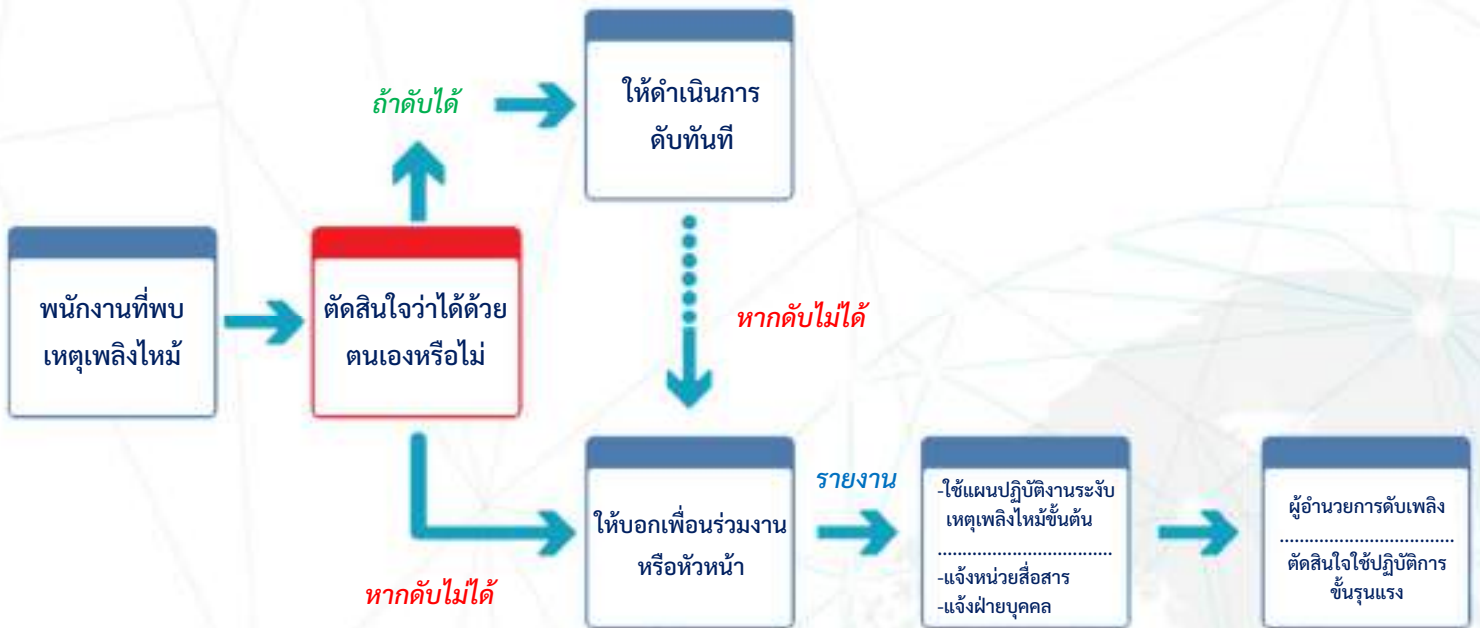 พนักงานที่พบ
เหตุเพลิงไหม้
ตัดสินใจว่าได้ด้วย
ตนเองหรือไม่
ถ้าดับได้
ให้ดำเนินการ
ดับทันที
หากดับไม่ได้
หากดับไม่ได้
ให้บอกเพื่อนร่วมงาน
หรือหัวหน้า
รายงาน
-ใช้แผนปฏิบัติงานระงับ
เหตุเพลิงไหม้ขั้นต้น
...................................
-แจ้งหน่วยสื่อสาร
-แจ้งฝ่ายบุคคล
ผู้อำนวยการดับเพลิง
...................................
ตัดสินใจใช้ปฏิบัติการ
ขั้นรุนแรง